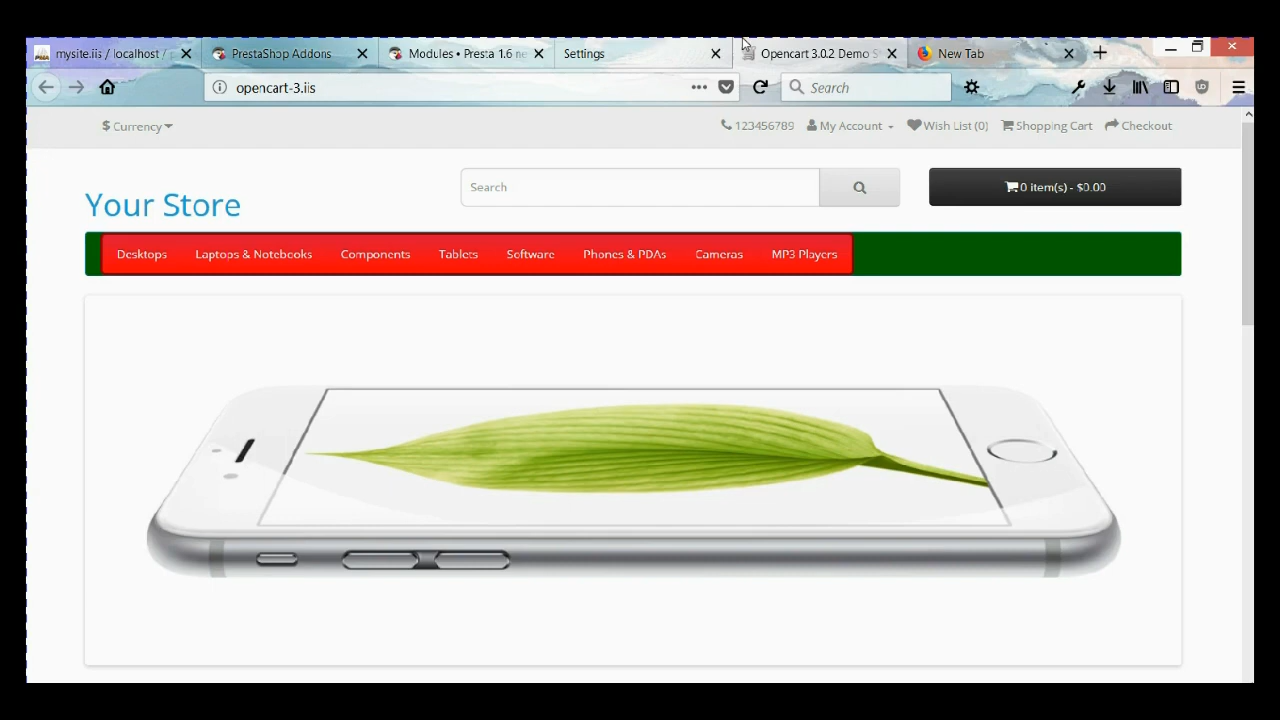 mysite.iis / localhost /
PrestaShop Addons
Modules • Presta 1.6 ne
Settings
Opencart 3.0.2 Demo S
New Tab
opencart-3.iis
Search
$ Currency
123456789
My Account
Wish List (0)
Shopping Cart
Checkout
Your Store
Search
0 item(s) - $0.00
Desktops
Laptops & Notebooks
Components
Tablets
Software
Phones & PDAs
Cameras
MP3 Players